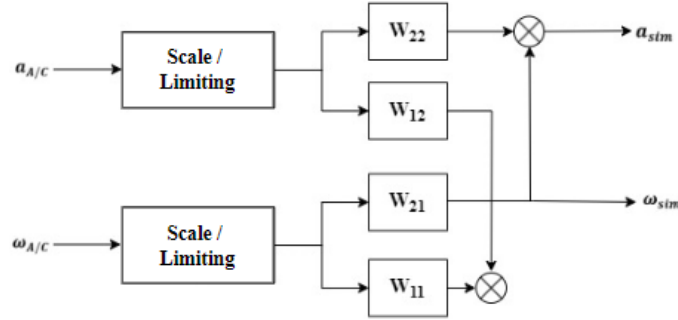 W₂₂
a_sim
a_A/C
Scale /
Limiting
W₁₂
W₂₁
ω_sim
ω_A/C
Scale /
Limiting
W₁₁